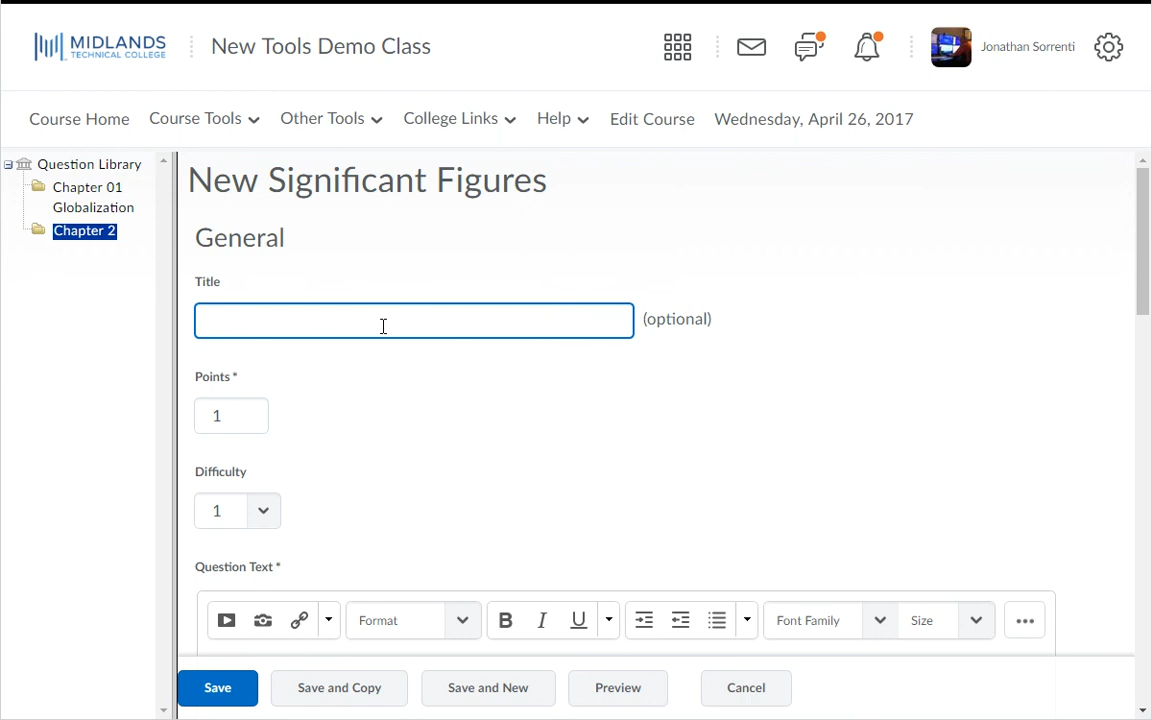 MIDLANDS
TECHNICAL COLLEGE
New Tools Demo Class
Jonathan Sorrenti
Course Home
Course Tools
Other Tools
College Links
Help
Edit Course
Wednesday, April 26, 2017
Question Library
Chapter 01
Globalization
Chapter 2
New Significant Figures
General
Title
(optional)
Points *
1
Difficulty
1
Question Text *
Format
B I U
Font Family
Size
Save
Save and Copy
Save and New
Preview
Cancel